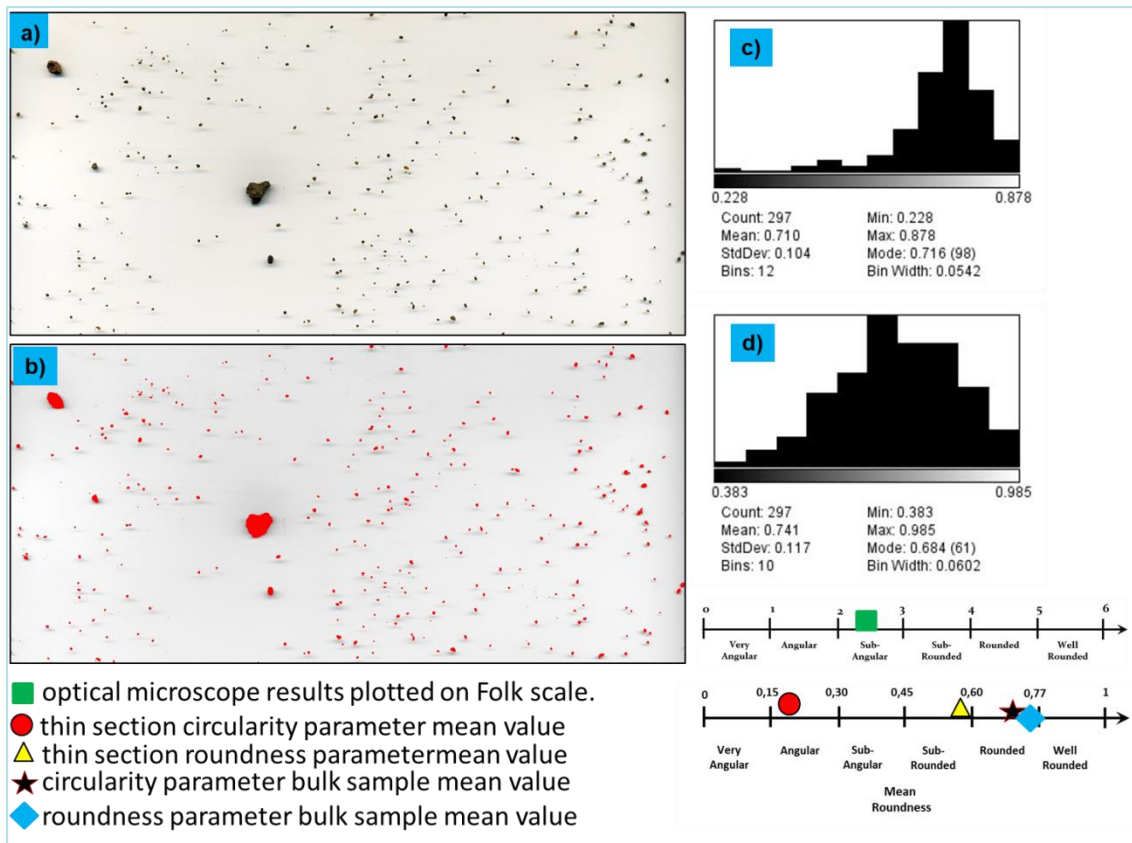 a)
b)
c)
0.228 0.878
Count: 297 Min: 0.228
Mean: 0.710 Max: 0.878
StdDev: 0.104 Mode: 0.716 (98)
Bins: 12 Bin Width: 0.0542
d)
0.383 0.985
Count: 297 Min: 0.383
Mean: 0.741 Max: 0.985
StdDev: 0.117 Mode: 0.684 (61)
Bins: 10 Bin Width: 0.0602
0 1 2 3 4 5 6
Very Angular Sub- Sub- Rounded Well
Angular Angular Rounded Rounded
0 0,15 0,30 0,45 0,60 0,77 1
Very Angular Sub- Sub- Rounded Well
Angular Angular Rounded Rounded
Mean
Roundness
optical microscope results plotted on Folk scale.
thin section circularity parameter mean value
thin section roundness parametermean value
circularity parameter bulk sample mean value
roundness parameter bulk sample mean value